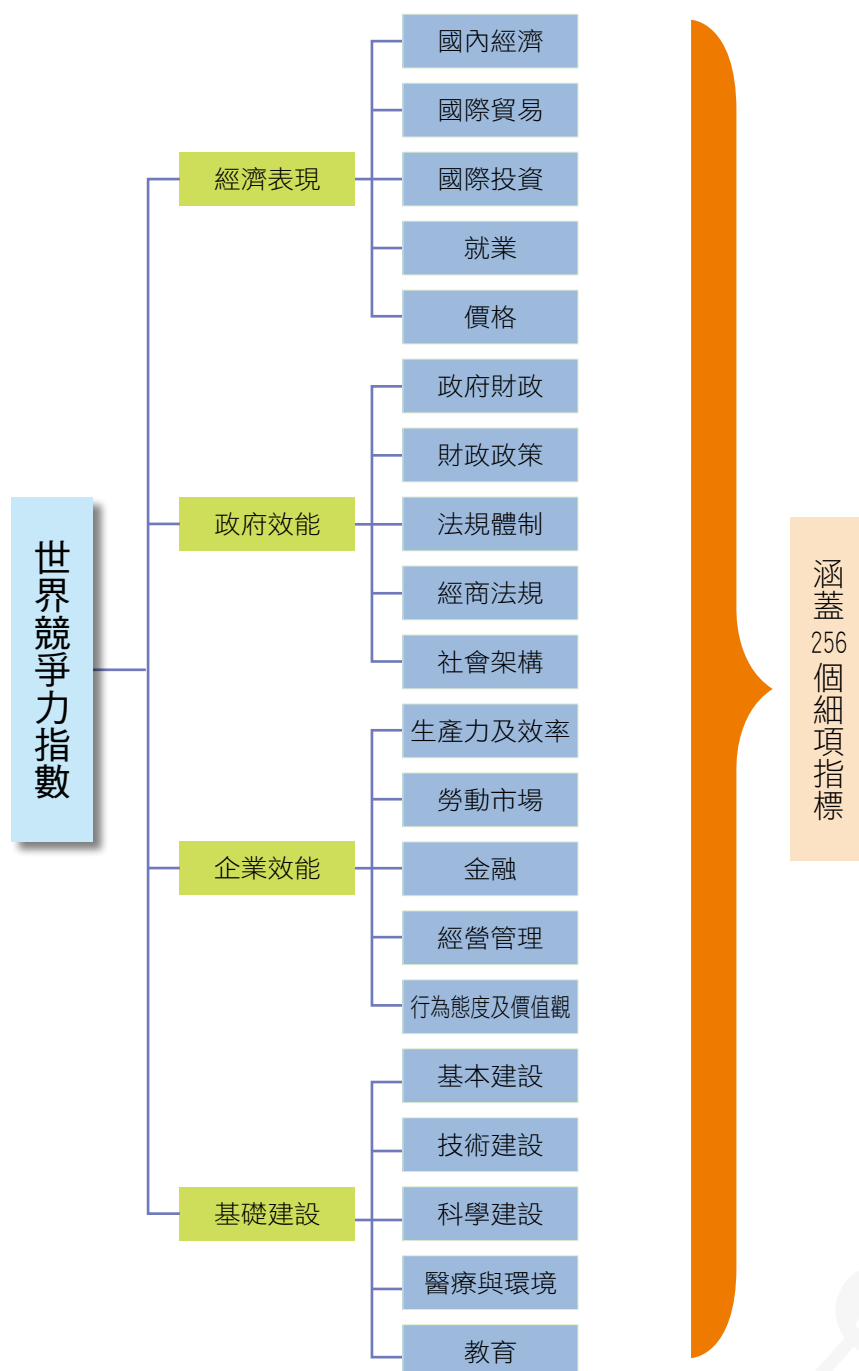 世界競爭力指數
經濟表現
國內經濟
國際貿易
國際投資
就業
價格
政府效能
政府財政
財政政策
法規體制
經商法規
社會架構
企業效能
生產力及效率
勞動市場
金融
經營管理
行為態度及價值觀
基礎建設
基本建設
技術建設
科學建設
醫療與環境
教育
涵蓋256個細項指標